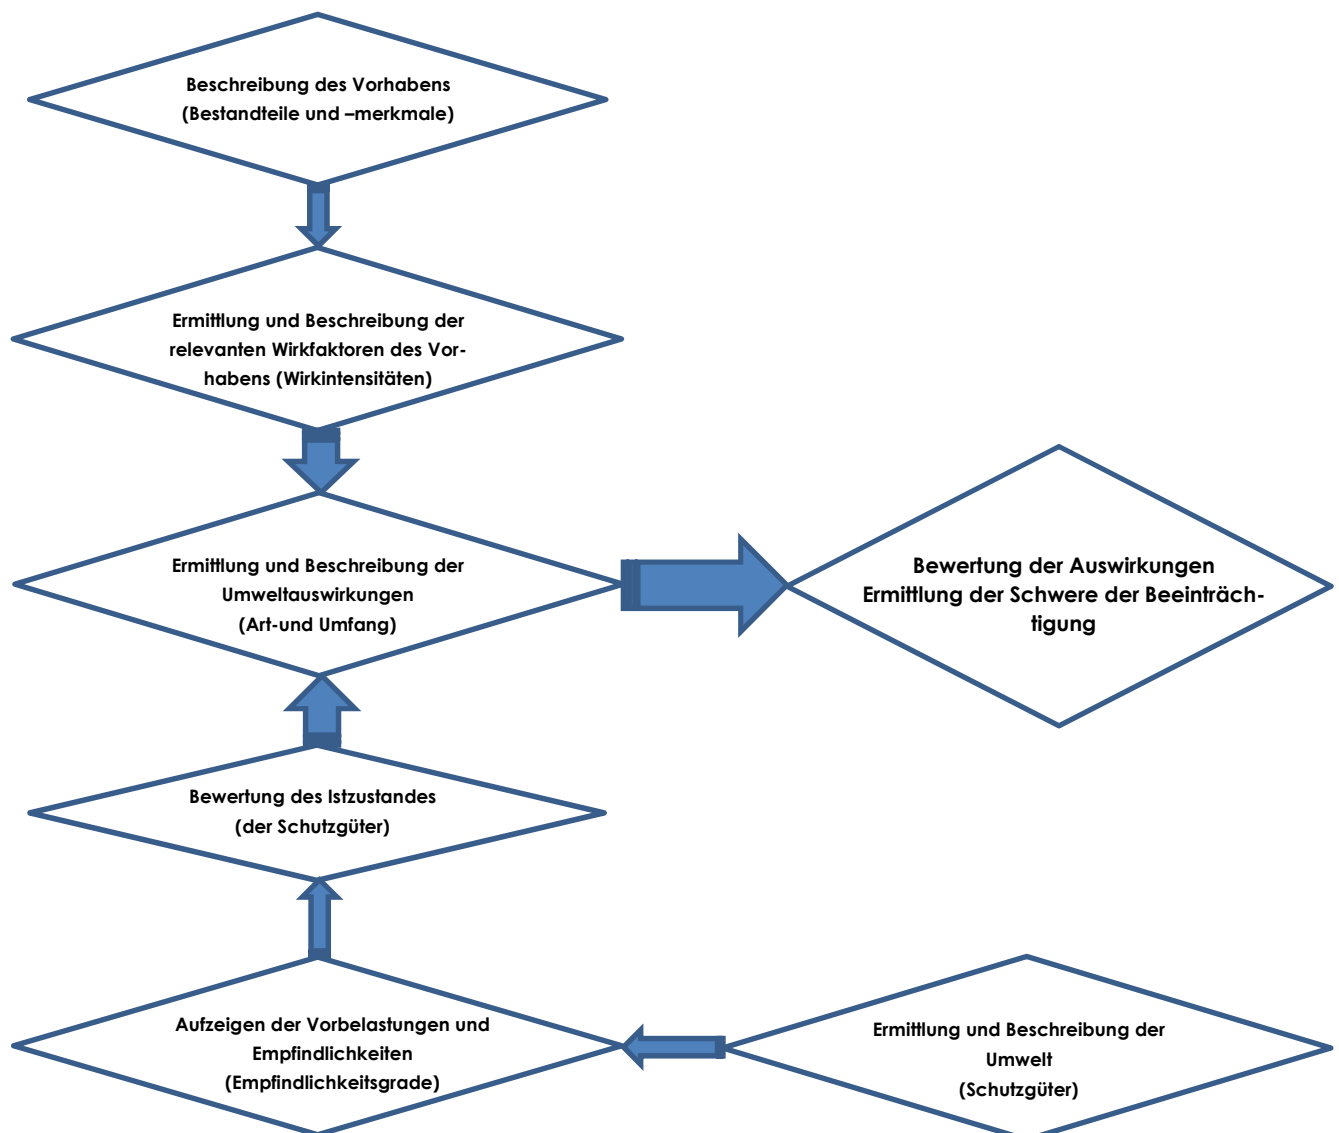 Beschreibung des Vorhabens
(Bestandteile und –merkmale)
Ermittlung und Beschreibung der
relevanten Wirkfaktoren des Vor-
habens (Wirkintensitäten)
Ermittlung und Beschreibung der
Umweltauswirkungen
(Art-und Umfang)
Bewertung der Auswirkungen
Ermittlung der Schwere der Beeinträch-
tigung
Bewertung des Istzustandes
(der Schutzgüter)
Aufzeigen der Vorbelastungen und
Empfindlichkeiten
(Empfindlichkeitsgrade)
Ermittlung und Beschreibung der
Umwelt
(Schutzgüter)